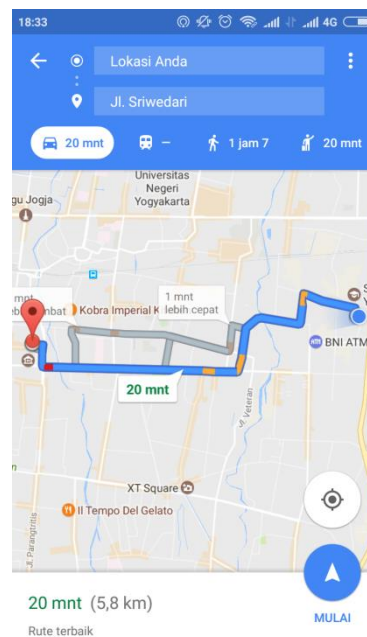 18:33
4G
Lokasi Anda
Jl. Sriwedari
20 mnt
–
1 jam 7
20 mnt
Universitas
Negeri
Yogyakarta
gu Jogja
mnt
mbat
Kobra Imperial K
1 mnt
lebih cepat
BNI ATM
20 mnt
Jl. Veteran
XT Square
Il Tempo Del Gelato
Jl. Parangtritis
20 mnt (5,8 km)
Rute terbaik
MULAI